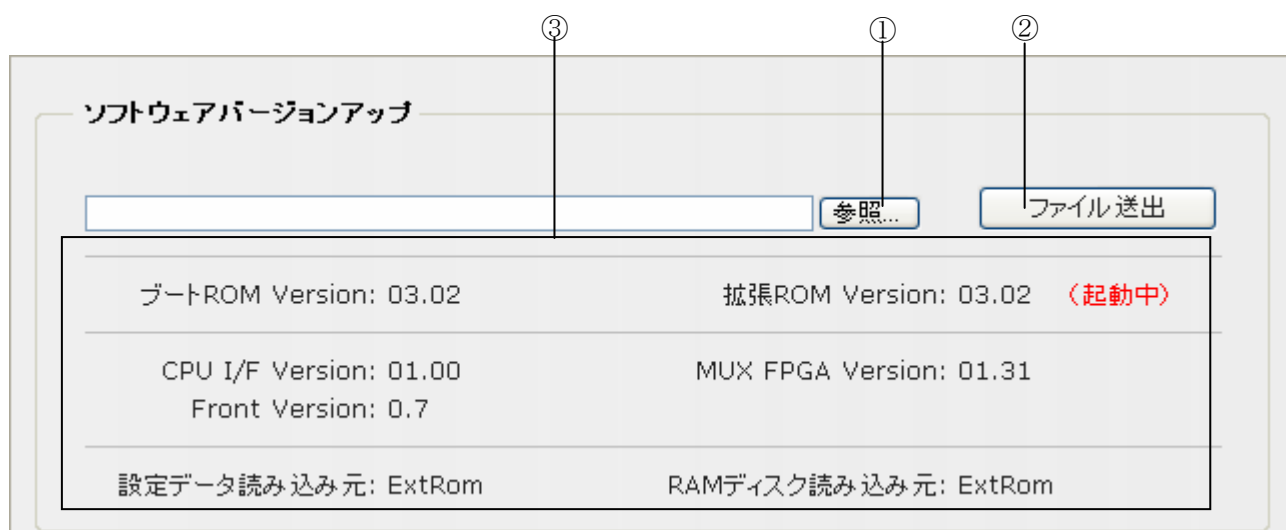 ③ ① ②
ソフトウェアバージョンアップ
参照... ファイル送出
ブートROM Version: 03.02 拡張ROM Version: 03.02 （起動中）
CPU I/F Version: 01.00 MUX FPGA Version: 01.31
Front Version: 0.7
設定データ読み込み元: ExtRom RAMディスク読み込み元: ExtRom